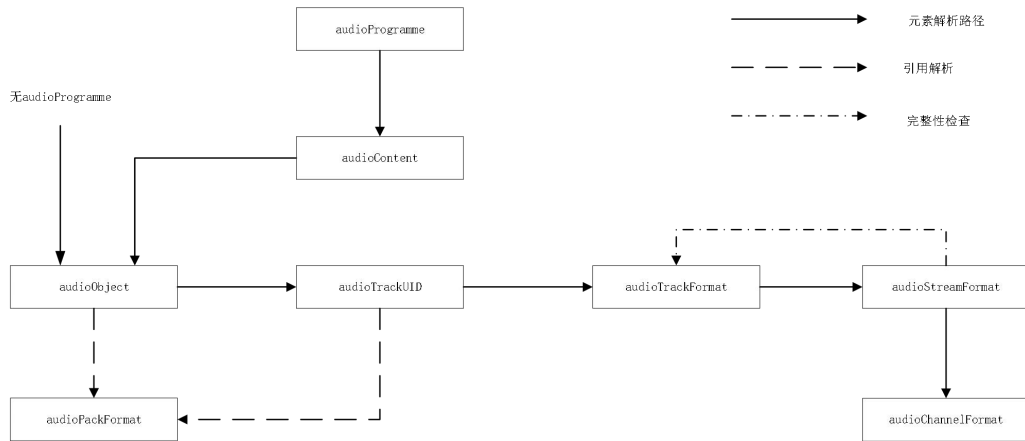 audioProgramme
元素解析路径
引用解析
无audioProgramme
完整性检查
audioContent
audioObject
audioTrackUID
audioTrackFormat
audioStreamFormat
audioPackFormat
audioChannelFormat